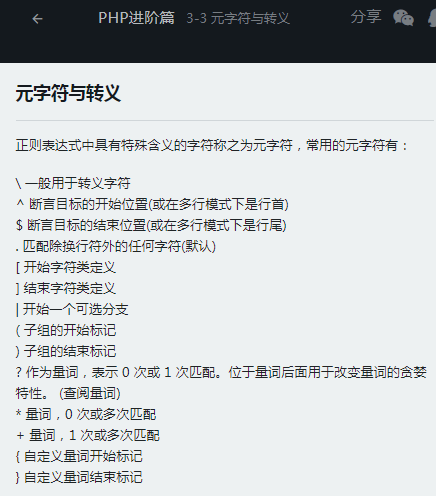 PHP进阶篇 3-3 元字符与转义 分享
元字符与转义
正则表达式中具有特殊含义的字符称之为元字符，常用的元字符有：
\ 一般用于转义字符
^ 断言目标的开始位置(或在多行模式下是行首)
$ 断言目标的结束位置(或在多行模式下是行尾)
. 匹配除换行符外的任何字符(默认)
[ 开始字符类定义
] 结束字符类定义
| 开始一个可选分支
( 子组的开始标记
) 子组的结束标记
? 作为量词，表示 0 次或 1 次匹配。位于量词后面用于改变量词的贪婪
特性。 (查阅量词)
* 量词，0 次或多次匹配
+ 量词，1 次或多次匹配
{ 自定义量词开始标记
} 自定义量词结束标记